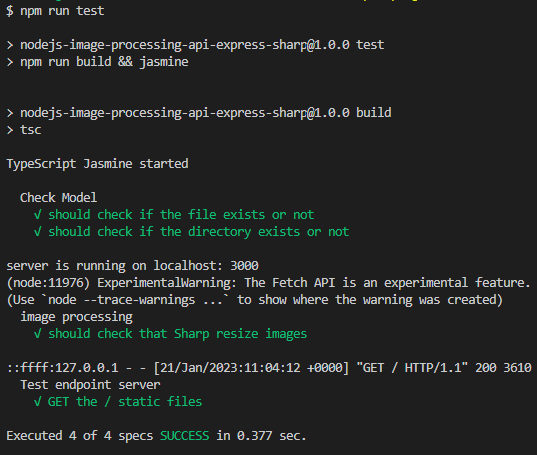 $ npm run test
> nodejs-image-processing-api-express-sharp@1.0.0 test
> npm run build && jasmine
> nodejs-image-processing-api-express-sharp@1.0.0 build
> tsc
TypeScript Jasmine started
Check Model
√ should check if the file exists or not
√ should check if the directory exists or not
server is running on localhost: 3000
(node:11976) ExperimentalWarning: The Fetch API is an experimental feature.
(Use `node --trace-warnings ...` to show where the warning was created)
image processing
√ should check that Sharp resize images
::ffff:127.0.0.1 - - [21/Jan/2023:11:04:12 +0000] "GET / HTTP/1.1" 200 3610
Test endpoint server
√ GET the / static files
Executed 4 of 4 specs SUCCESS in 0.377 sec.